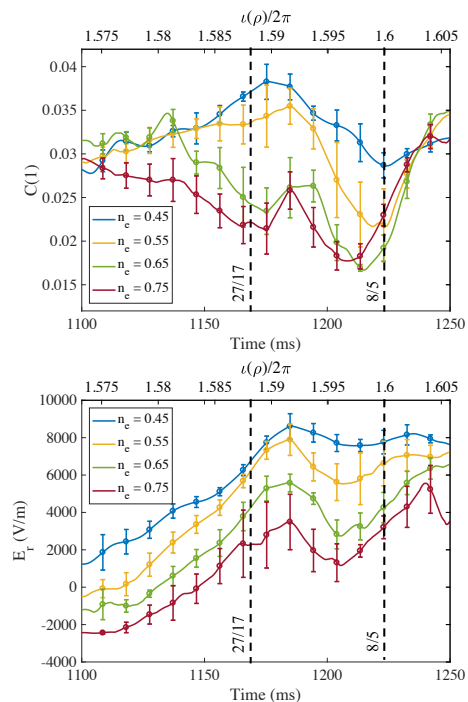 ι(ρ)/2π
1.575 1.58 1.585 1.59 1.595 1.6 1.605
0.04
0.035
0.03
0.025
0.02
0.015
C(1)
n_e = 0.45
n_e = 0.55
n_e = 0.65
n_e = 0.75
27/17
8/5
1100 1150 1200 1250
Time (ms)
ι(ρ)/2π
1.575 1.58 1.585 1.59 1.595 1.6 1.605
10000
8000
6000
4000
2000
0
-2000
-4000
E_r (V/m)
n_e = 0.45
n_e = 0.55
n_e = 0.65
n_e = 0.75
27/17
8/5
1100 1150 1200 1250
Time (ms)